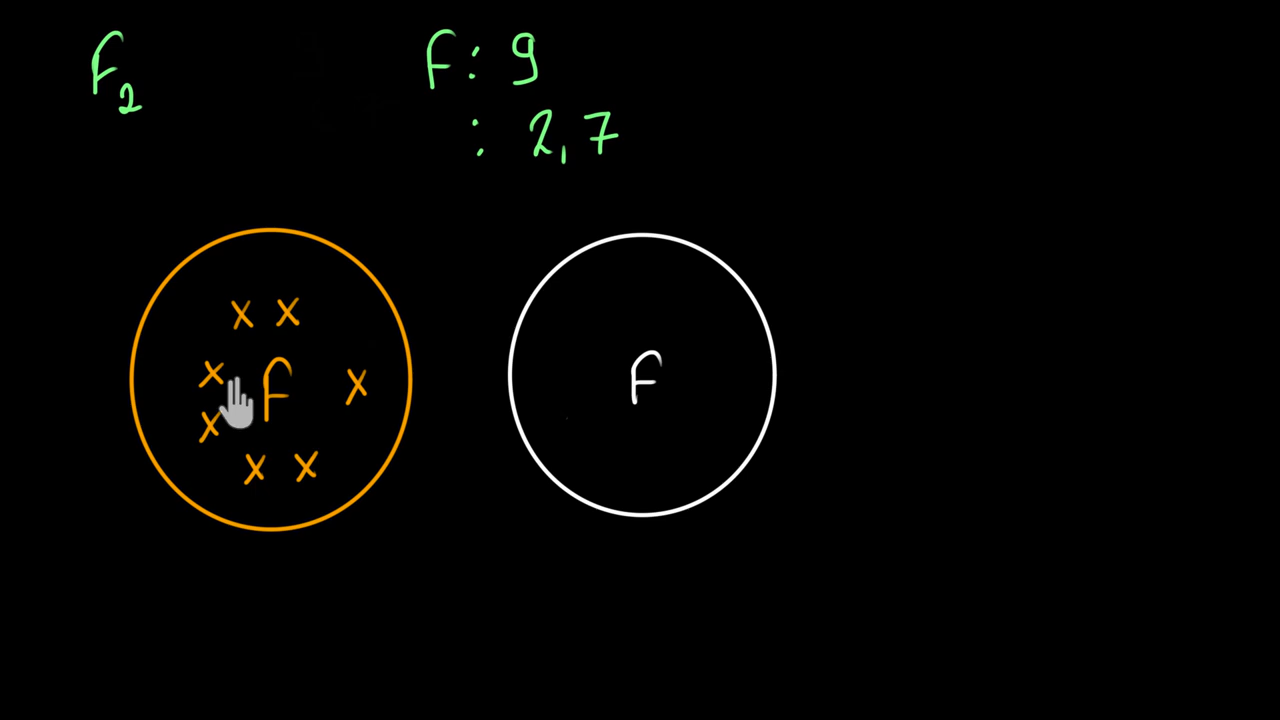 F₂
F: 9
: 2,7
x x
x F x
x
x x
F